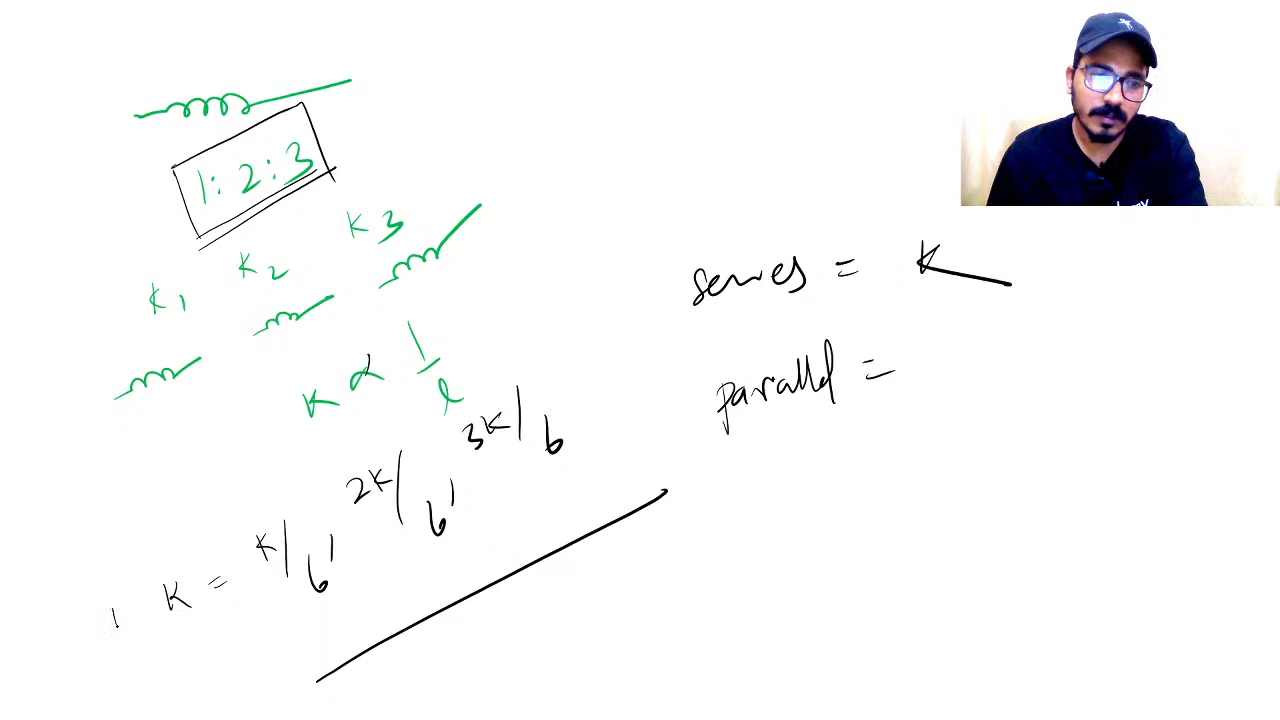 1 : 2 : 3
K1 K2 K3
K ∝ 1/l
K = K/6, 2K/6, 3K/6
series = K
parallel =